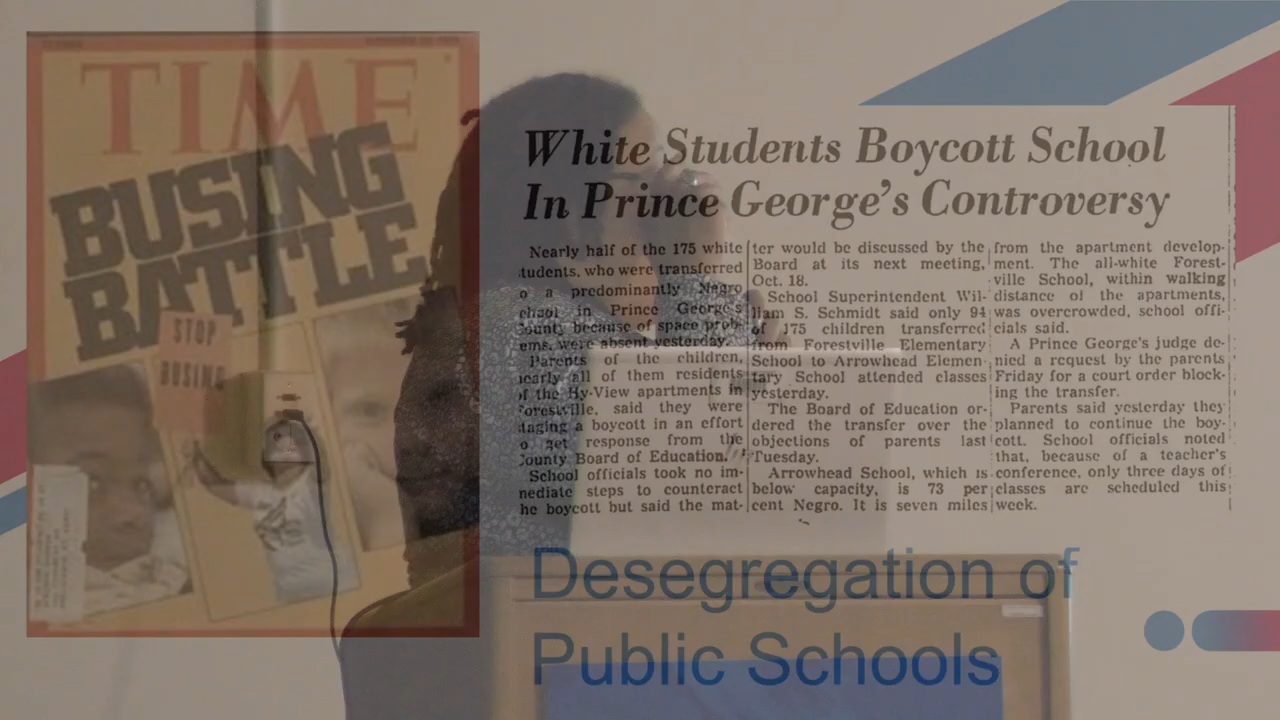 TIME
BUSING
BATTLE
STOP
BUSING
White Students Boycott School
In Prince George's Controversy
Nearly half of the 175 white
tudents, who were transferred
o a predominantly Negro
chool in Prince George's
County because of space prob-
ems, were absent yesterday.
Parents of the children,
nearly all of them residents
of the Hy-View apartments in
Forestville, said they were
staging a boycott in an effort
o get response from the
County Board of Education.
School officials took no im-
nediate steps to counteract
he boycott but said the mat-
ter would be discussed by the
Board at its next meeting,
Oct. 18.
School Superintendent Wil-
liam S. Schmidt said only 94
of 175 children transferred
from Forestville Elementary
School to Arrowhead Elemen-
tary School attended classes
yesterday.
The Board of Education or-
dered the transfer over the
objections of parents last
Tuesday.
Arrowhead School, which is
below capacity, is 73 per
cent Negro. It is seven miles
from the apartment develop-
ment. The all-white Forest-
ville School, within walking
distance of the apartments,
was overcrowded, school offi-
cials said.
A Prince George's judge de-
nied a request by the parents
Friday for a court order block-
ing the transfer.
Parents said yesterday they
planned to continue the boy-
cott. School officials noted
that, because of a teacher's
conference, only three days of
classes are scheduled this
week.
Desegregation of
Public Schools